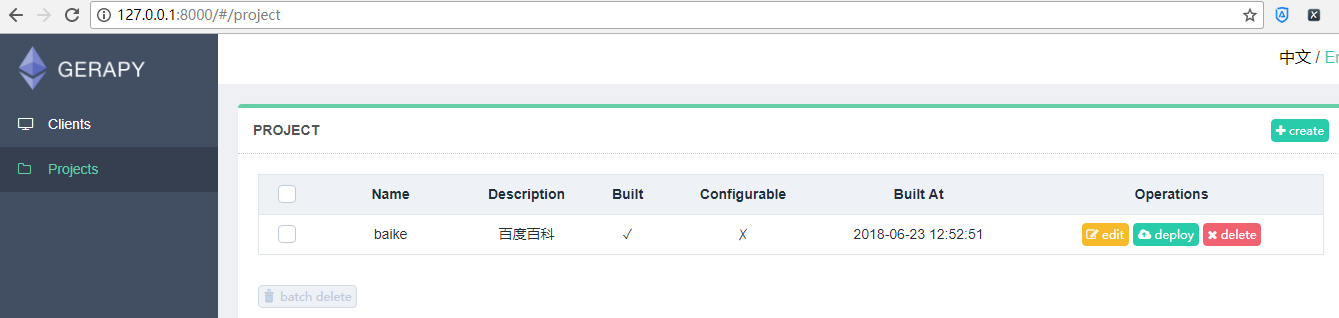 127.0.0.1:8000/#/project
GERAPY
中文 / En
Clients
PROJECT
create
Projects
Name Description Built Configurable Built At Operations
baike 百度百科 ✓ ✗ 2018-06-23 12:52:51 edit deploy delete
batch delete